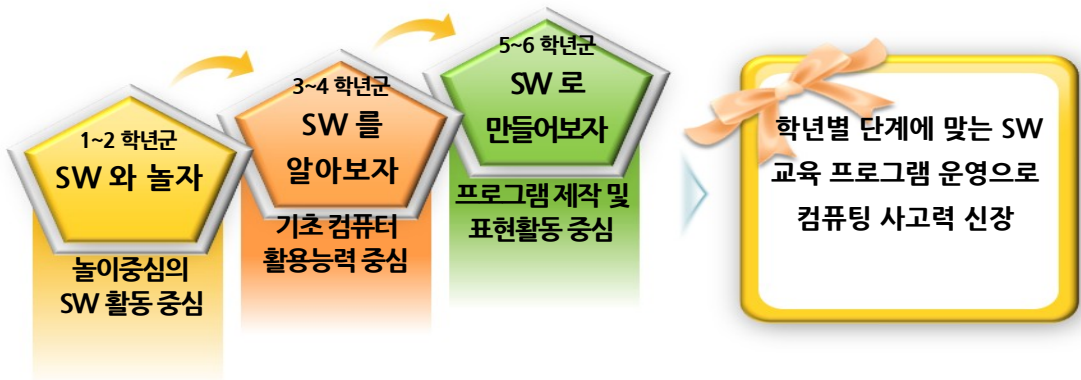 1~2 학년군
SW 와 놀자
놀이중심의
SW 활동 중심
3~4 학년군
SW 를
알아보자
기초 컴퓨터
활용능력 중심
5~6 학년군
SW 로
만들어보자
프로그램 제작 및
표현활동 중심
학년별 단계에 맞는 SW
교육 프로그램 운영으로
컴퓨팅 사고력 신장